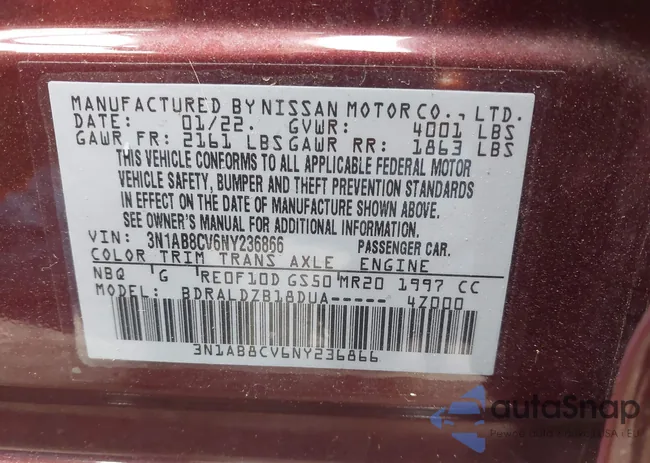 MANUFACTURED BY NISSAN MOTOR CO., LTD.
DATE: 01/22. GVWR: 4001 LBS
GAWR FR: 2161 LBS GAWR RR: 1863 LBS
THIS VEHICLE CONFORMS TO ALL APPLICABLE FEDERAL MOTOR
VEHICLE SAFETY, BUMPER AND THEFT PREVENTION STANDARDS
IN EFFECT ON THE DATE OF MANUFACTURE SHOWN ABOVE.
SEE OWNER'S MANUAL FOR ADDITIONAL INFORMATION.
VIN: 3N1AB8CV6NY236866 PASSENGER CAR.
COLOR TRIM TRANS AXLE ENGINE
NBQ G RE0F10D GS50 MR20 1997 CC
MODEL BDRALDZB18DUA----- 4Z000
3N1AB8CV6NY236866
autoSnap